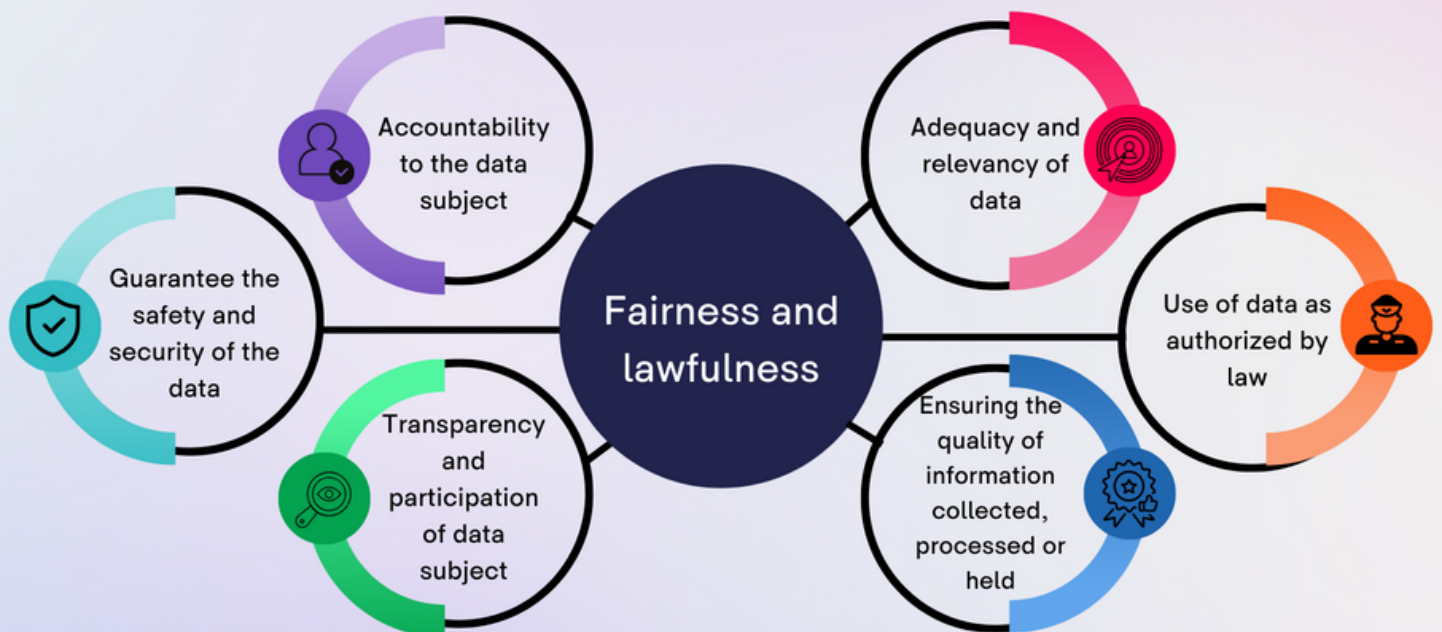 Accountability
to the data
subject
Adequacy and
relevancy of
data
Guarantee the
safety and
security of the
data
Fairness and
lawfulness
Use of data as
authorized by
law
Transparency
and
participation
of data
subject
Ensuring the
quality of
information
collected,
processed or
held